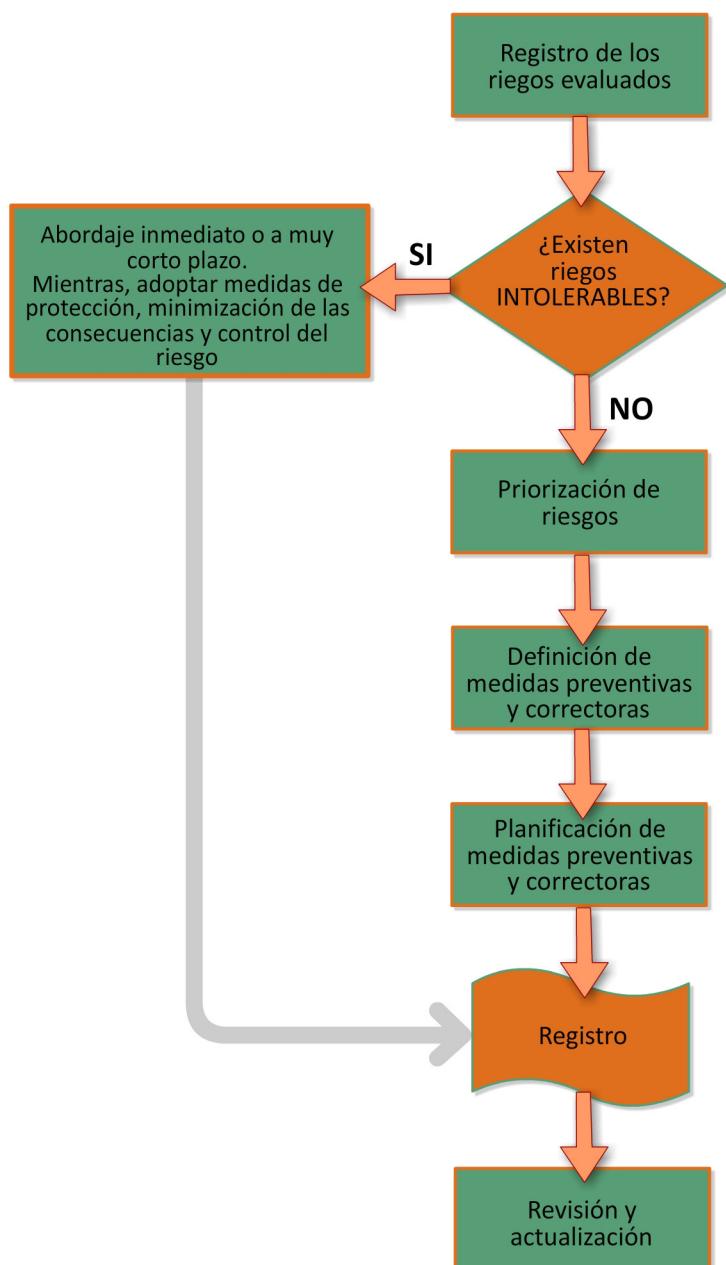 Registro de los
riegos evaluados
¿Existen
riegos
INTOLERABLES?
SI
Abordaje inmediato o a muy
corto plazo.
Mientras, adoptar medidas de
protección, minimización de las
consecuencias y control del
riesgo
NO
Priorización de
riesgos
Definición de
medidas preventivas
y correctoras
Planificación de
medidas preventivas
y correctoras
Registro
Revisión y
actualización